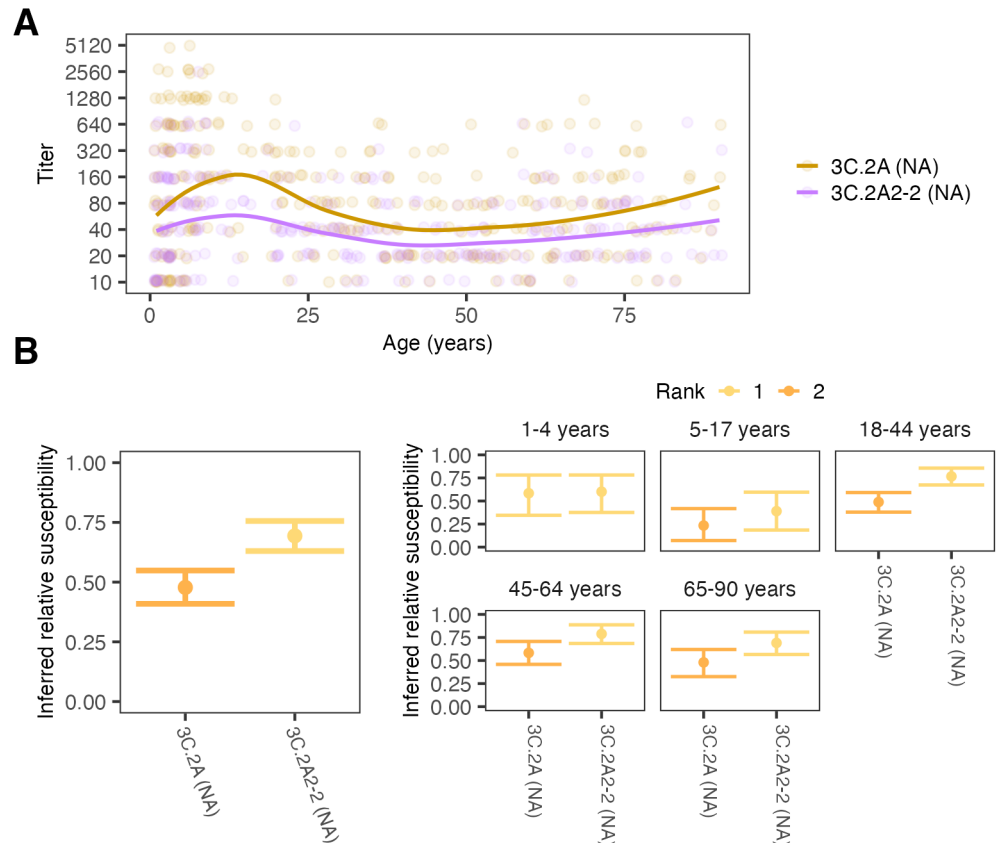 A
Titer
5120
2560
1280
640
320
160
80
40
20
10
0 25 50 75
Age (years)
3C.2A (NA)
3C.2A2-2 (NA)
B
Rank 1 2
Inferred relative susceptibility
1.00
0.75
0.50
0.25
0.00
3C.2A (NA)
3C.2A2-2 (NA)
Inferred relative susceptibility
1-4 years 5-17 years 18-44 years
1.00
0.75
0.50
0.25
0.00
3C.2A (NA)
3C.2A2-2 (NA)
45-64 years 65-90 years
1.00
0.75
0.50
0.25
0.00
3C.2A (NA)
3C.2A2-2 (NA)
3C.2A (NA)
3C.2A2-2 (NA)